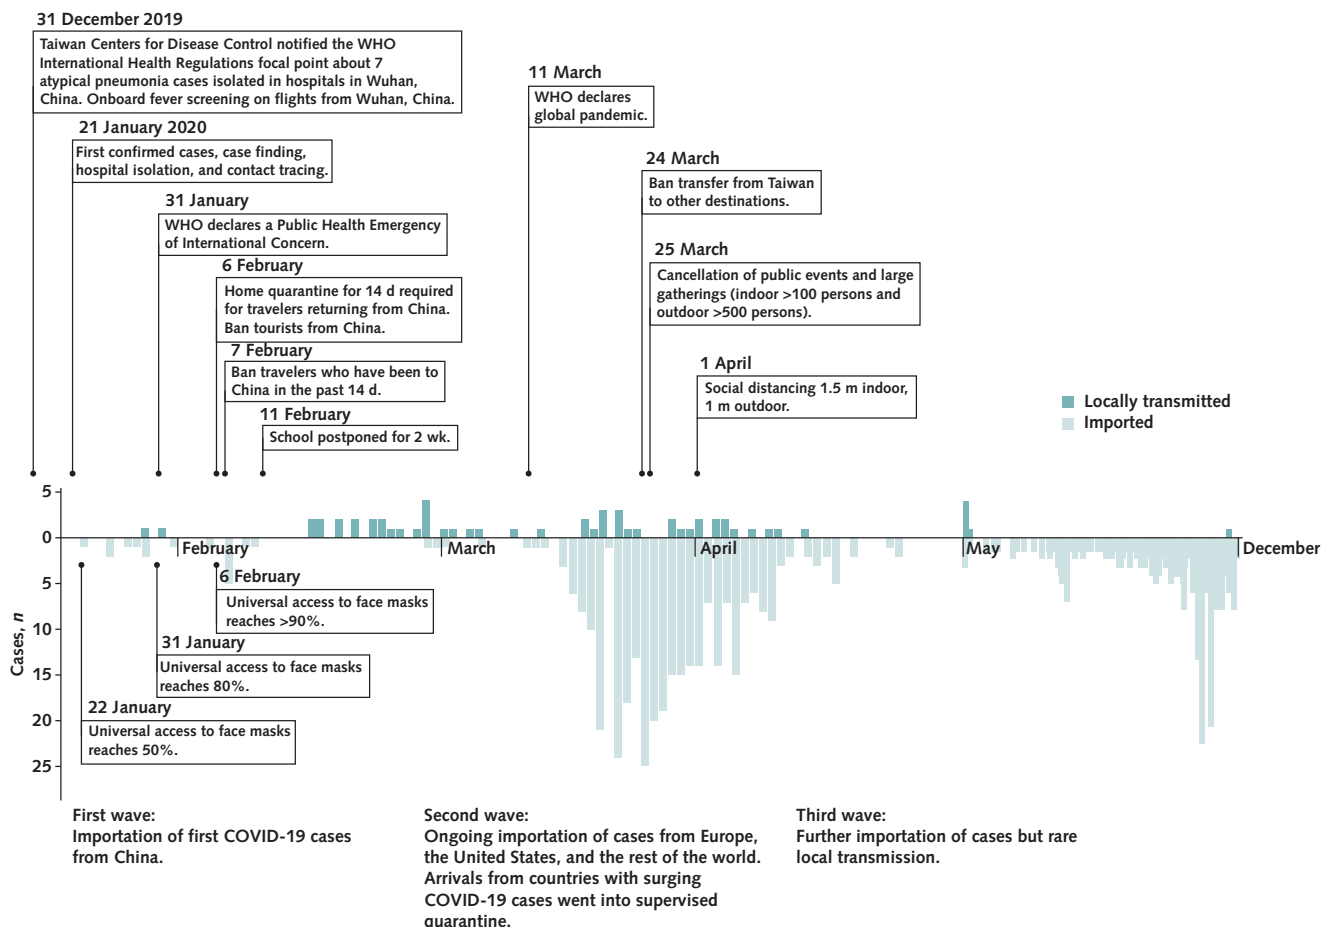 31 December 2019
Taiwan Centers for Disease Control notified the WHO
International Health Regulations focal point about 7
atypical pneumonia cases isolated in hospitals in Wuhan,
China. Onboard fever screening on flights from Wuhan, China.
21 January 2020
First confirmed cases, case finding,
hospital isolation, and contact tracing.
31 January
WHO declares a Public Health Emergency
of International Concern.
6 February
Home quarantine for 14 d required
for travelers returning from China.
Ban tourists from China.
7 February
Ban travelers who have been to
China in the past 14 d.
11 February
School postponed for 2 wk.
11 March
WHO declares
global pandemic.
24 March
Ban transfer from Taiwan
to other destinations.
25 March
Cancellation of public events and large
gatherings (indoor >100 persons and
outdoor >500 persons).
1 April
Social distancing 1.5 m indoor,
1 m outdoor.
Locally transmitted
Imported
Cases, n
5
0
5
10
15
20
25
February
March
April
May
December
6 February
Universal access to face masks
reaches >90%.
31 January
Universal access to face masks
reaches 80%.
22 January
Universal access to face masks
reaches 50%.
First wave:
Importation of first COVID-19 cases
from China.
Second wave:
Ongoing importation of cases from Europe,
the United States, and the rest of the world.
Arrivals from countries with surging
COVID-19 cases went into supervised
quarantine.
Third wave:
Further importation of cases but rare
local transmission.